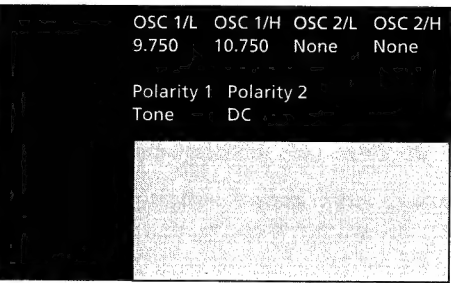 OSC 1/L OSC 1/H OSC 2/L OSC 2/H
9.750 10.750 None None
Polarity 1 Polarity 2
Tone DC